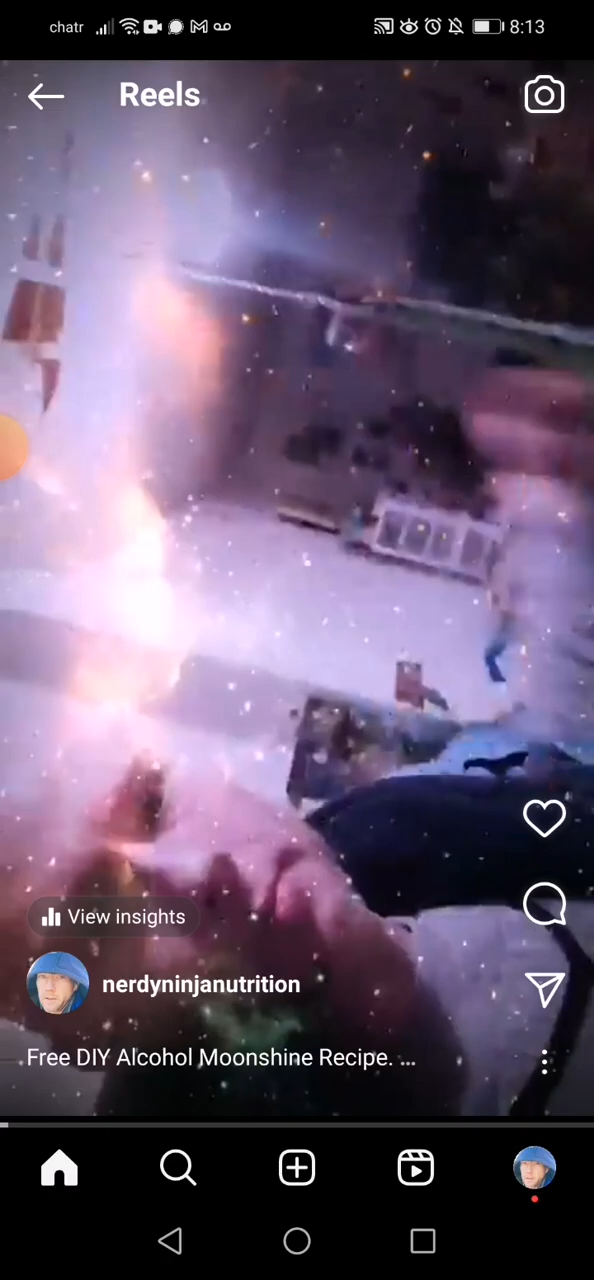 chatr 8:13
Reels
View insights
nerdyninjanutrition
Free DIY Alcohol Moonshine Recipe. ...